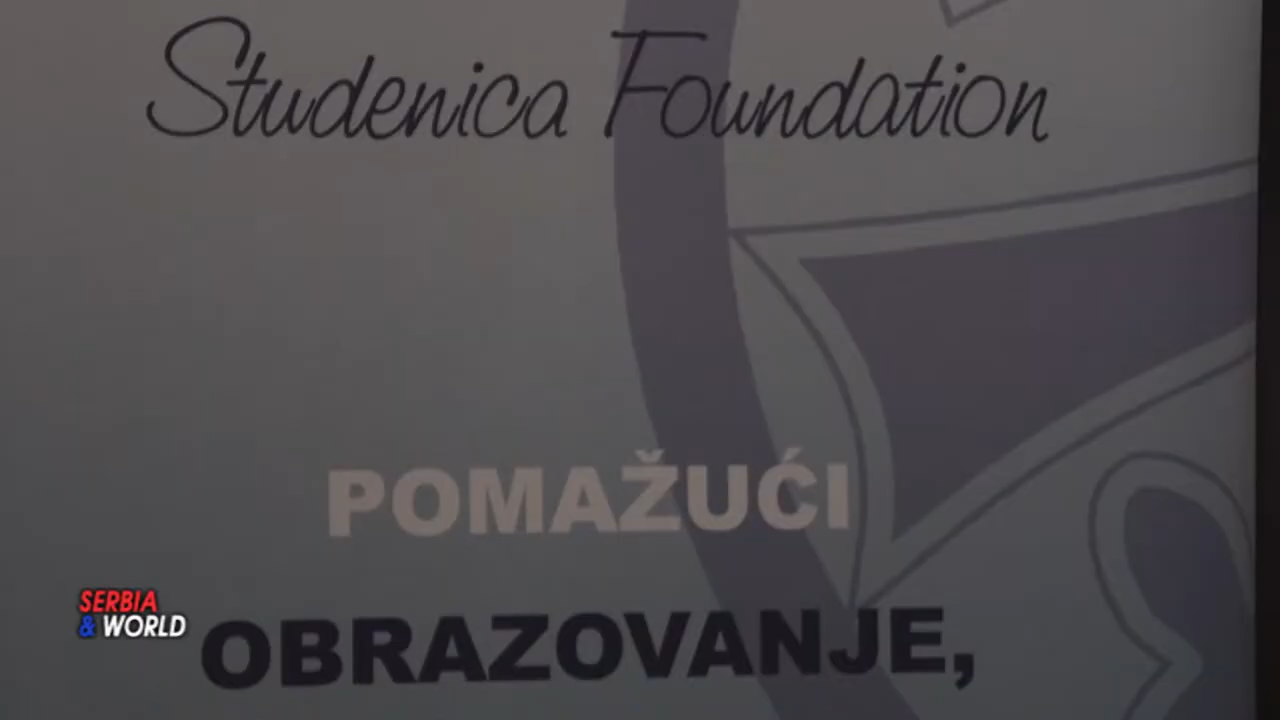 Studenica Foundation
POMAŽUĆI
SERBIA
& WORLD
OBRAZOVANJE,